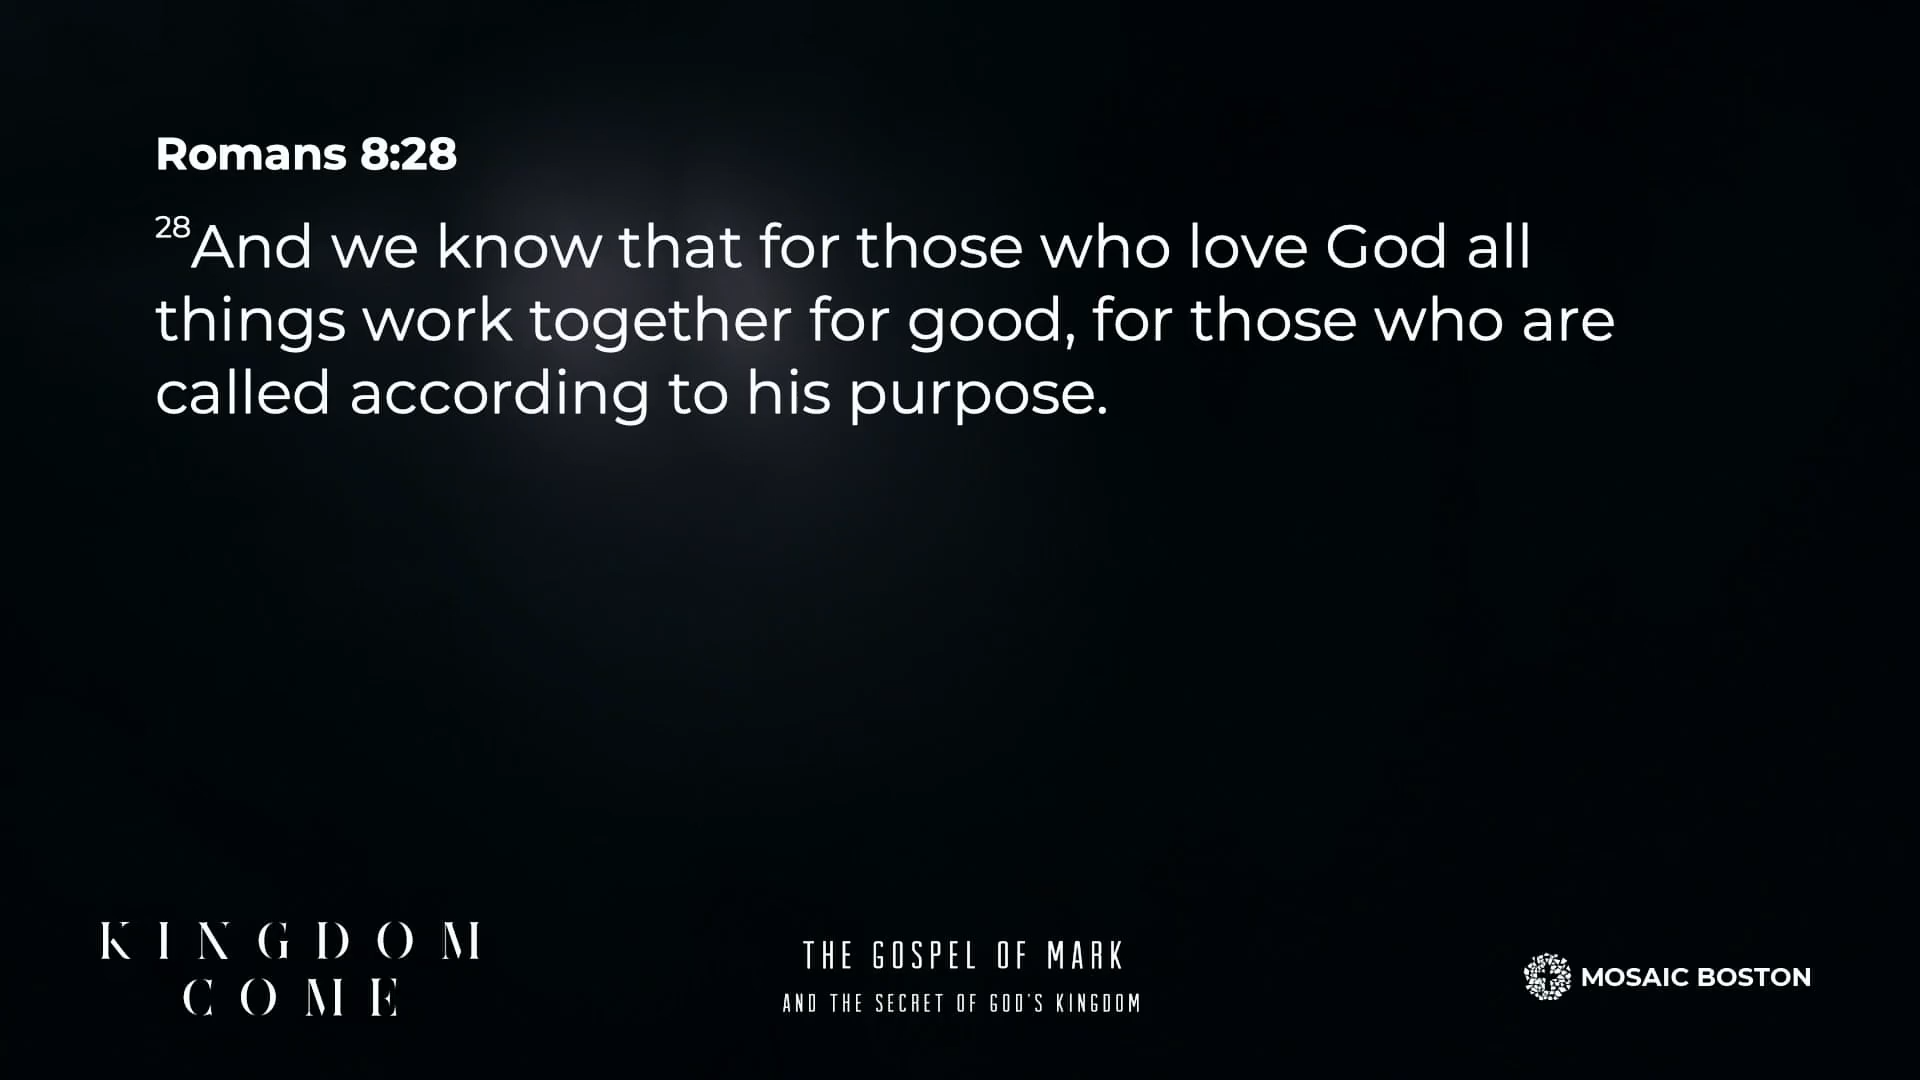 Romans 8:28
28And we know that for those who love God all
things work together for good, for those who are
called according to his purpose.
KINGDOM
COME
THE GOSPEL OF MARK
AND THE SECRET OF GOD'S KINGDOM
MOSAIC BOSTON